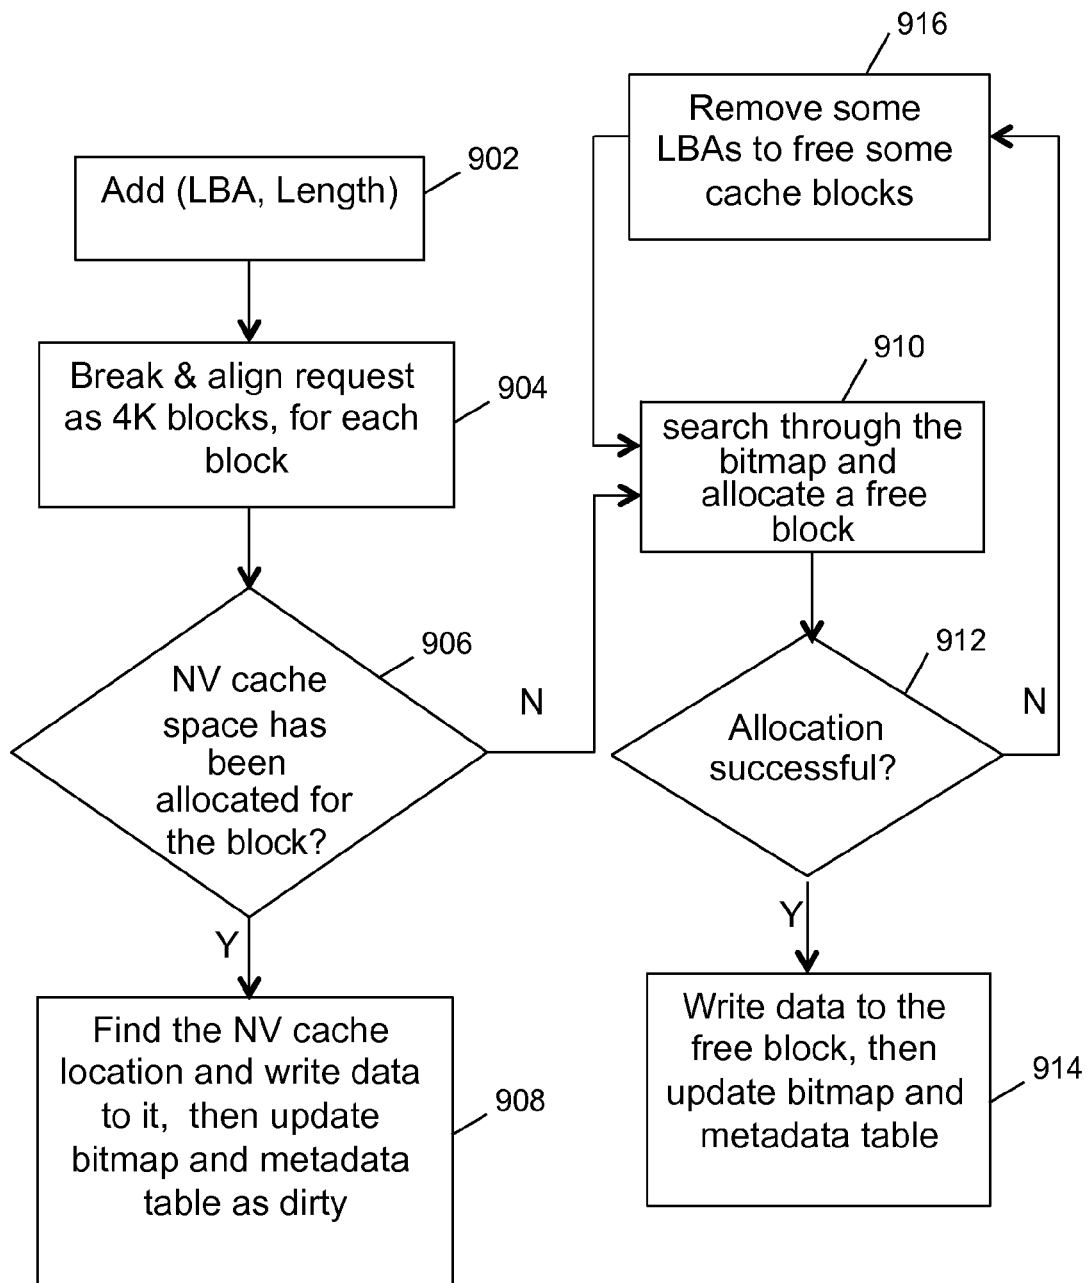 902
Add (LBA, Length)
904
Break & align request
as 4K blocks, for each
block
906
NV cache
space has
been
allocated for
the block?
N
Y
908
Find the NV cache
location and write data
to it, then update
bitmap and metadata
table as dirty
916
Remove some
LBAs to free some
cache blocks
910
search through the
bitmap and
allocate a free
block
912
Allocation
successful?
N
Y
914
Write data to the
free block, then
update bitmap and
metadata table